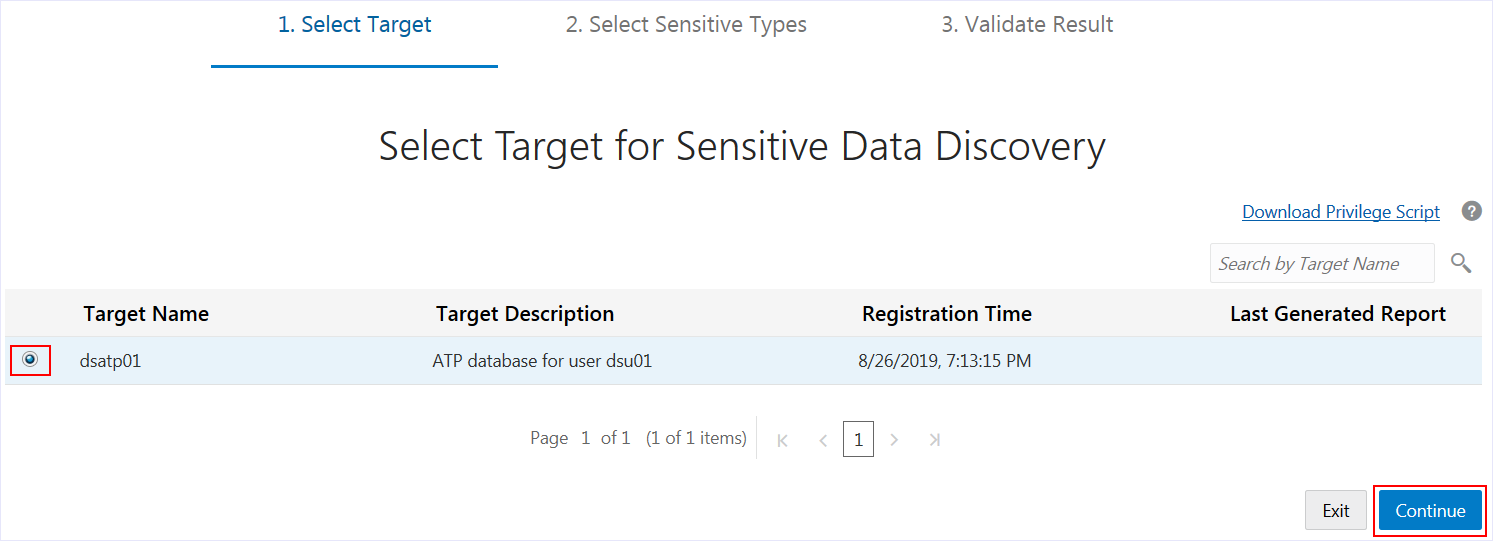 1. Select Target 2. Select Sensitive Types 3. Validate Result
Select Target for Sensitive Data Discovery
Download Privilege Script ?
Search by Target Name
Target Name Target Description Registration Time Last Generated Report
dsatp01 ATP database for user dsu01 8/26/2019, 7:13:15 PM
Page 1 of 1 (1 of 1 items) 1
Exit Continue